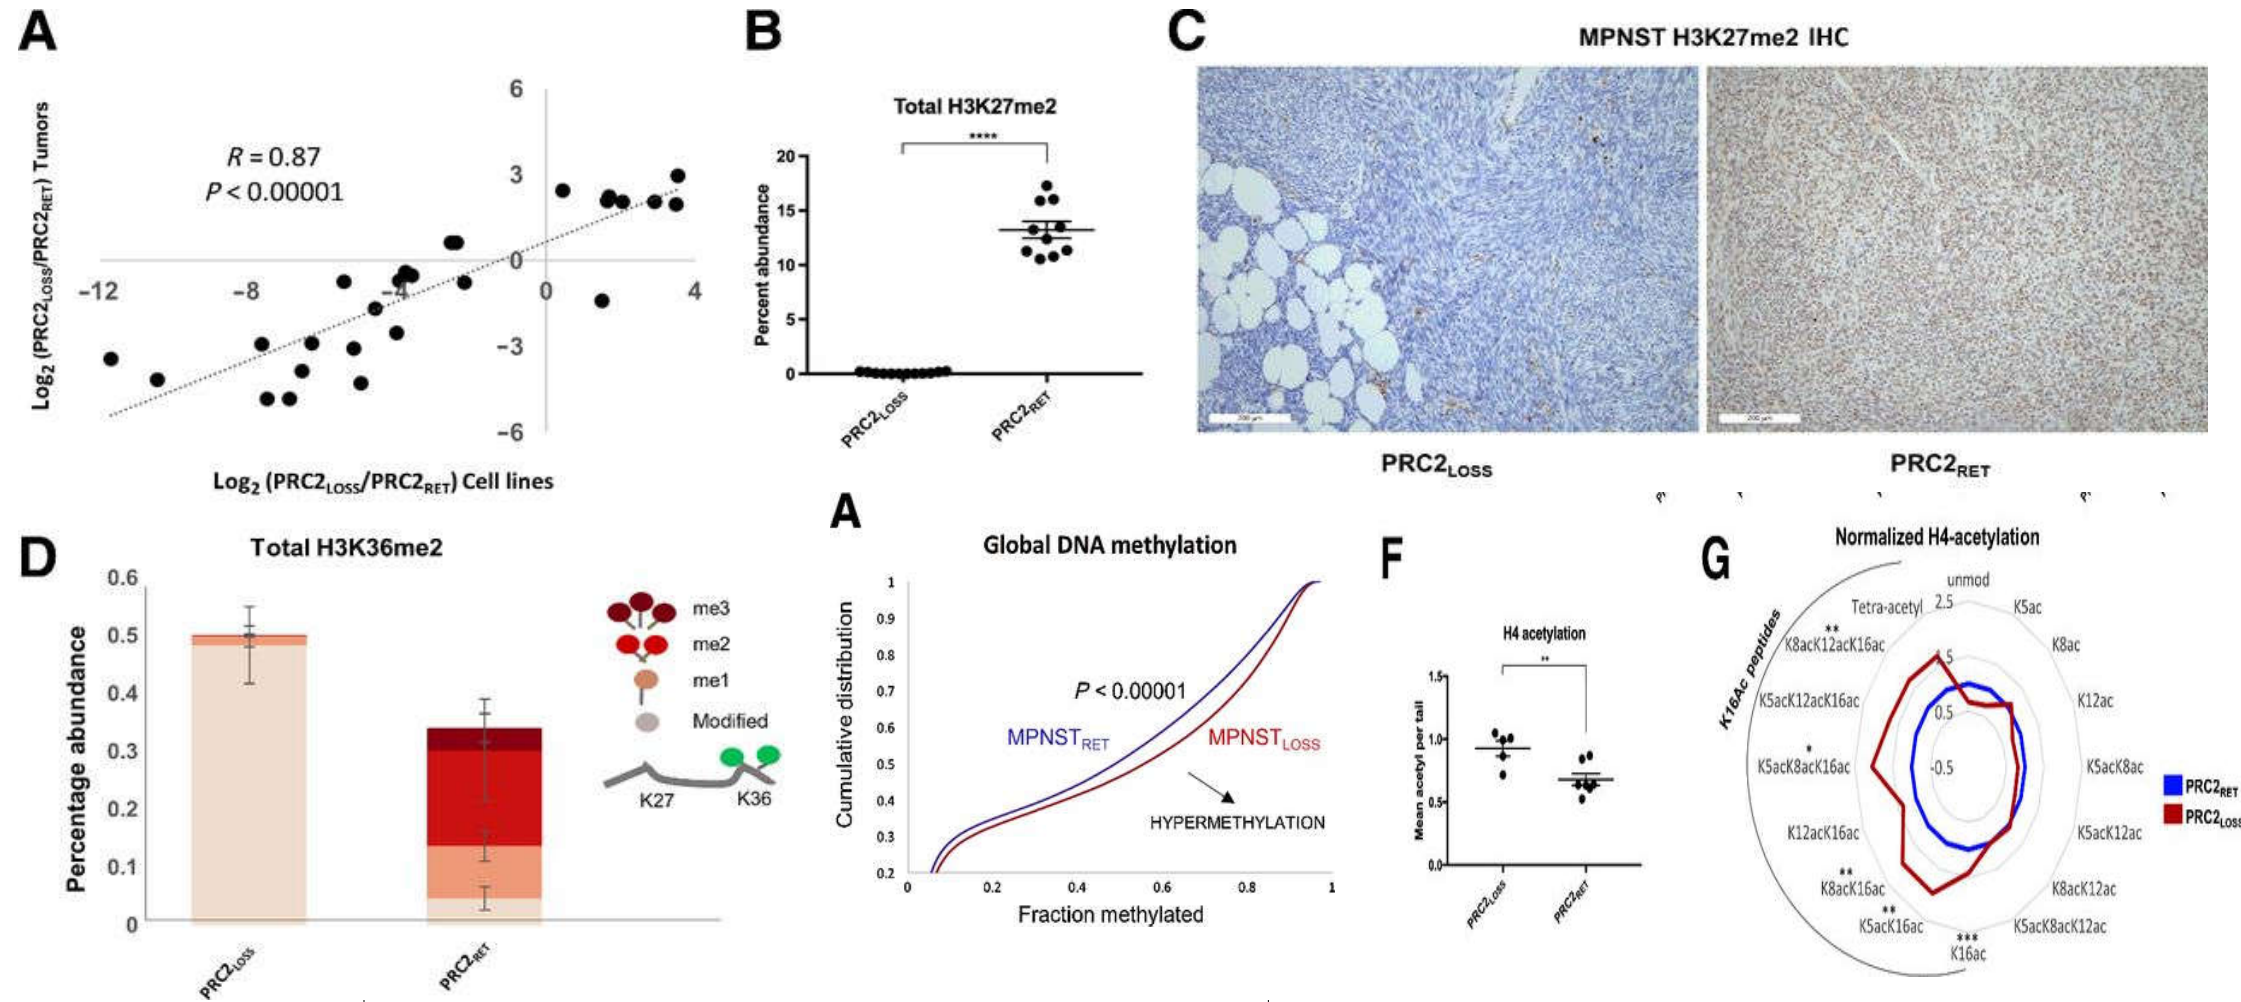 A
Log2 (PRC2LOSS/PRC2RET) Tumors
R = 0.87
P < 0.00001
6
3
0
−3
−6
−12
−8
−4
0
4
Log2 (PRC2LOSS/PRC2RET) Cell lines
B
Total H3K27me2
****
Percent abundance
20
15
10
5
0
PRC2LOSS
PRC2RET
C
MPNST H3K27me2 IHC
200 µm
200 µm
PRC2LOSS
PRC2RET
D
Total H3K36me2
Percentage abundance
0.6
0.5
0.4
0.3
0.2
0.1
0
PRC2LOSS
PRC2RET
me3
me2
me1
Modified
K27
K36
A
Global DNA methylation
Cumulative distribution
1
0.9
0.8
0.7
0.6
0.5
0.4
0.3
0.2
P < 0.00001
MPNSTRET
MPNSTLOSS
HYPERMETHYLATION
0
0.2
0.4
0.6
0.8
1
Fraction methylated
F
H4 acetylation
**
Mean acetyl per tail
1.5
1.0
0.5
0.0
PRC2LOSS
PRC2RET
G
Normalized H4-acetylation
K16Ac peptides
unmod
K5ac
K8ac
K12ac
K5acK8ac
K5acK12ac
K8acK12ac
K5acK8acK12ac
***
K16ac
**
K5acK16ac
**
K8acK16ac
K12acK16ac
*
K5acK8acK16ac
K5acK12acK16ac
**
K8acK12acK16ac
Tetra-acetyl
2.5
1.5
0.5
-0.5
PRC2RET
PRC2LOSS